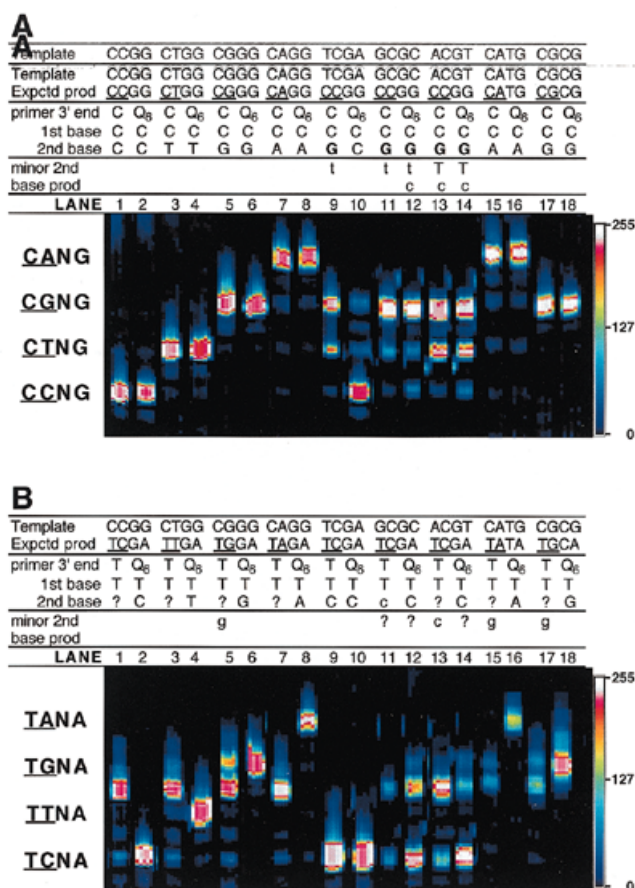 A
A
Template CCGG CTGG CGGG CAGG TCGA GCGC ACGT CATG CGCG
Template CCGG CTGG CGGG CAGG TCGA GCGC ACGT CATG CGCG
Expctd prod CCGG CTGG CGGG CAGG CCGG CCGG CCGG CATG CGCG
primer 3' end C Q6 C Q6 C Q6 C Q6 C Q6 C Q6 C Q6 C Q6 C Q6
1st base C C C C C C C C C C C C C C C C C C
2nd base C C T T G G A A G C G G G G A A G G
minor 2nd t t t T T
base prod c c c
LANE 1 2 3 4 5 6 7 8 9 10 11 12 13 14 15 16 17 18
CANG
CGNG
CTNG
CCNG
255
127
0
B
Template CCGG CTGG CGGG CAGG TCGA GCGC ACGT CATG CGCG
Expctd prod TCGA TTGA TGGA TAGA TCGA TCGA TCGA TATA TGCA
primer 3' end T Q6 T Q6 T Q6 T Q6 T Q6 T Q6 T Q6 T Q6 T Q6
1st base T T T T T T T T T T T T T T T T T T
2nd base ? C ? T ? G ? A C C c C ? C ? A ? G
minor 2nd g ? ? c ? g g
base prod
LANE 1 2 3 4 5 6 7 8 9 10 11 12 13 14 15 16 17 18
TANA
TGNA
TTNA
TCNA
255
127
0